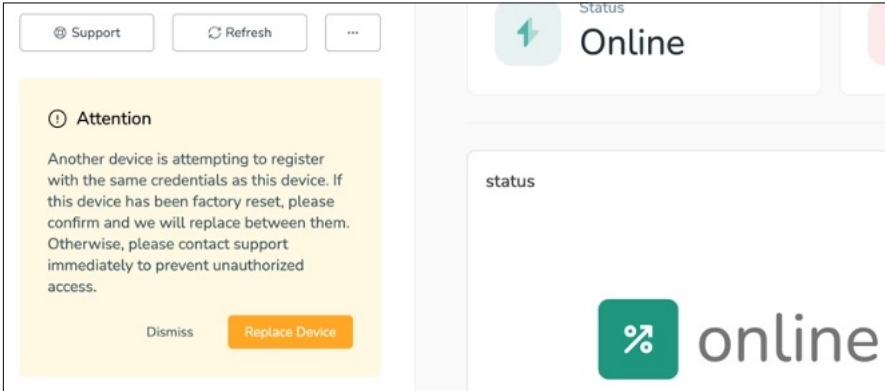 Support
Refresh
...
Attention
Another device is attempting to register
with the same credentials as this device. If
this device has been factory reset, please
confirm and we will replace between them.
Otherwise, please contact support
immediately to prevent unauthorized
access.
Dismiss
Replace Device
Status
Online
status
online